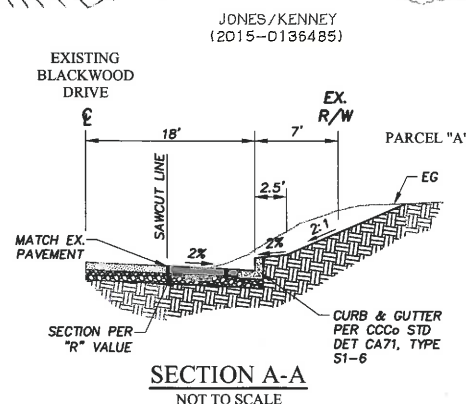 JONES/KENNEY
(2015--0136485)
EXISTING
BLACKWOOD
DRIVE
℄
EX.
R/W
18'
7'
PARCEL "A'
2.5'
EG
SAWCUT LINE
MATCH EX.
PAVEMENT
2%
2%
2:1
SECTION PER
"R" VALUE
CURB & GUTTER
PER CCCo STD
DET CA71, TYPE
S1-6
SECTION A-A
NOT TO SCALE